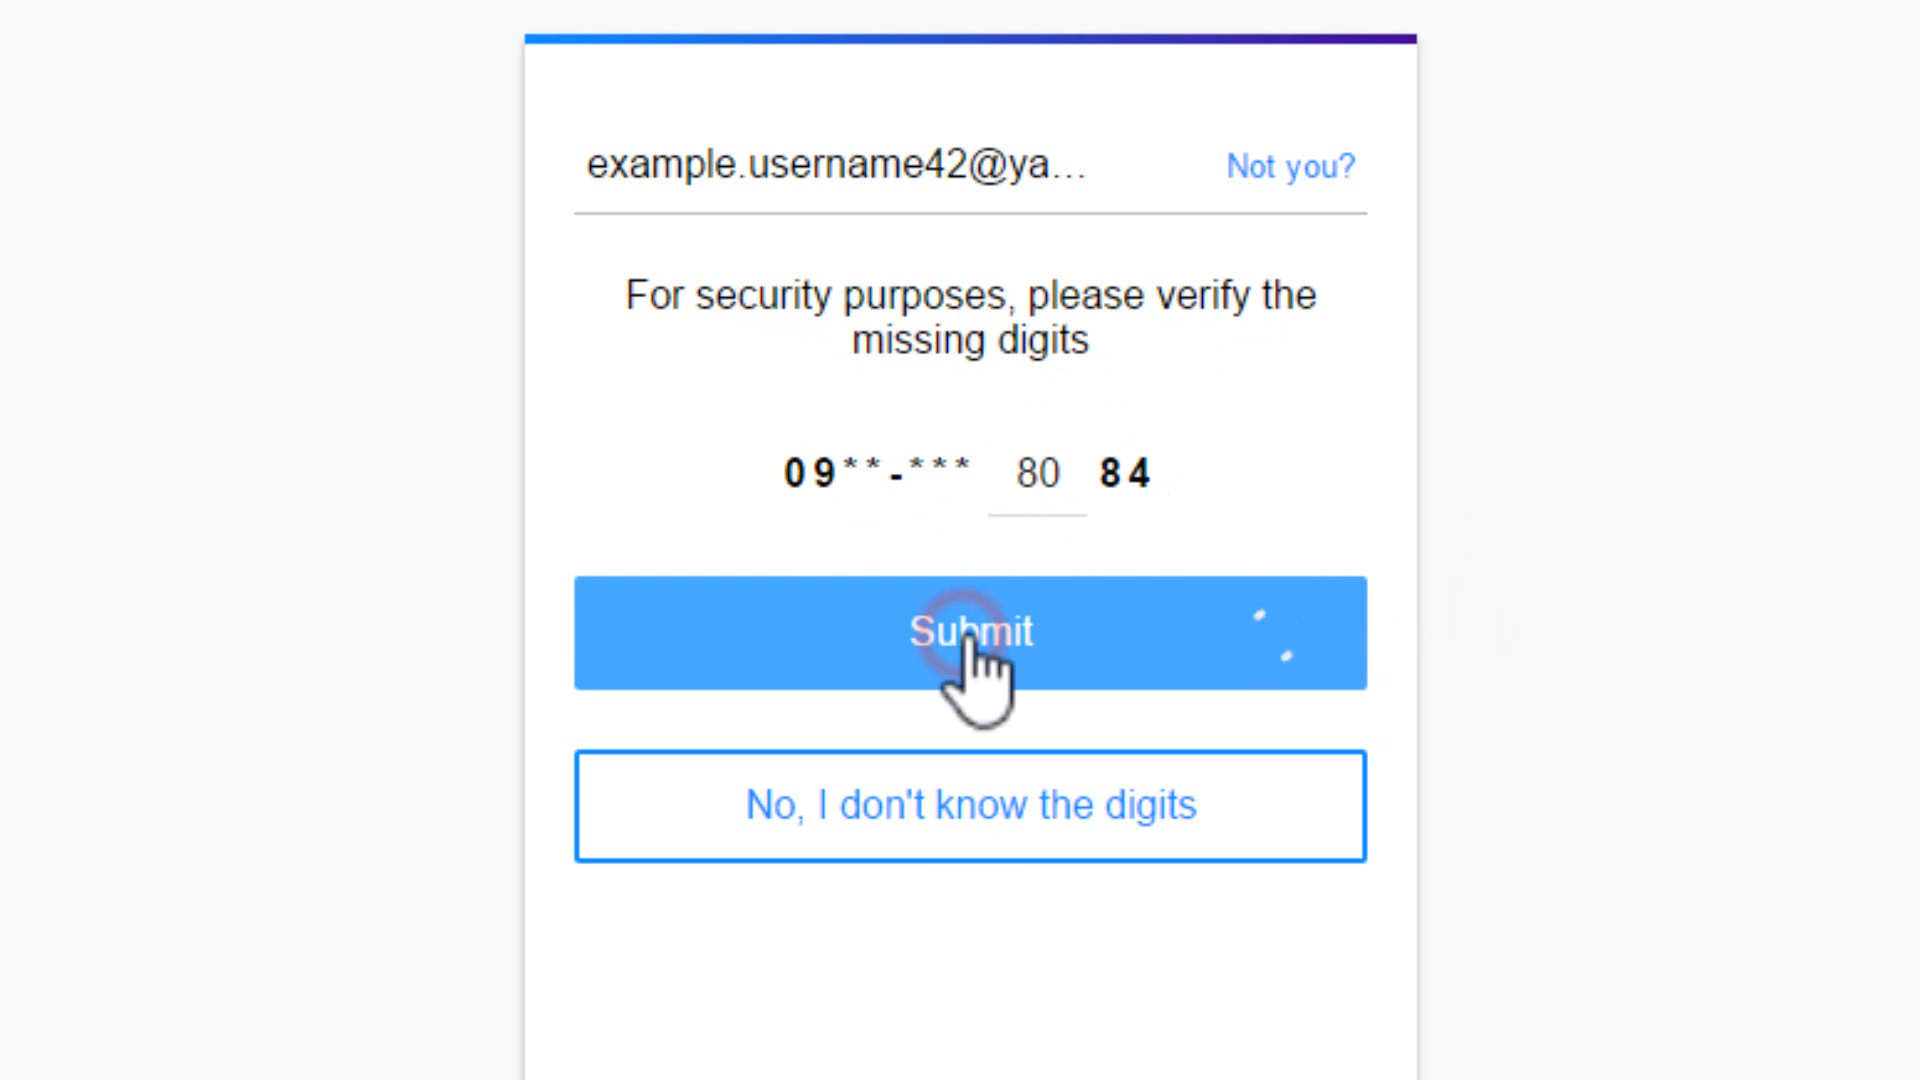 example.username42@ya...
Not you?
For security purposes, please verify the
missing digits
09**-*** 80 84
Submit
No, I don't know the digits